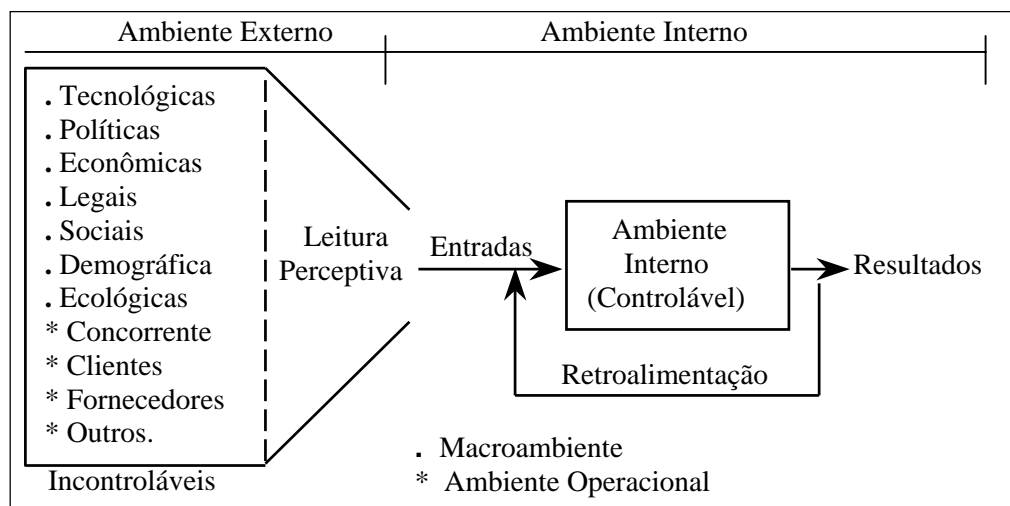 Ambiente Externo
Ambiente Interno
. Tecnológicas
. Políticas
. Econômicas
. Legais
. Sociais
. Demográfica
. Ecológicas
* Concorrente
* Clientes
* Fornecedores
* Outros.
Incontroláveis
Leitura
Perceptiva
Entradas
Ambiente
Interno
(Controlável)
Resultados
Retroalimentação
. Macroambiente
* Ambiente Operacional